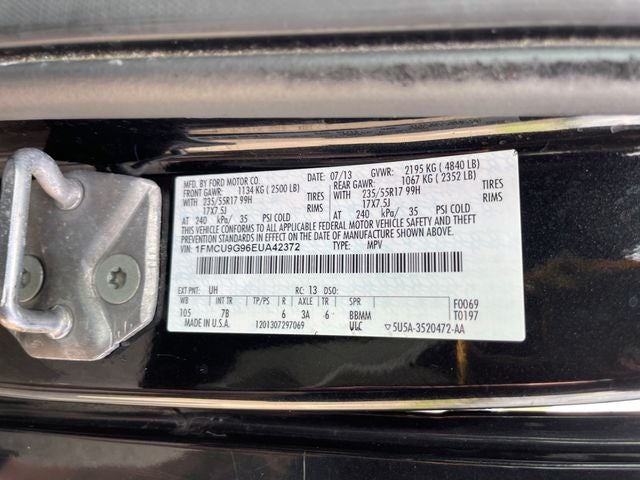 MFD. BY FORD MOTOR CO.
DATE: 07/13 GVWR: 2195 KG ( 4840 LB)
FRONT GAWR: 1134 KG ( 2500 LB)
REAR GAWR: 1067 KG ( 2352 LB)
WITH 235/55R17 99H TIRES
WITH 235/55R17 99H TIRES
17X7.5J RIMS
17X7.5J RIMS
AT 240 kPa/ 35 PSI COLD
AT 240 kPa/ 35 PSI COLD
THIS VEHICLE CONFORMS TO ALL APPLICABLE FEDERAL MOTOR VEHICLE SAFETY AND THEFT
PREVENTION STANDARDS IN EFFECT ON THE DATE OF MANUFACTURE SHOWN ABOVE.
VIN: 1FMCU9G96EUA42372 TYPE: MPV
EXT PNT: UH RC: 13 DSO:
WB INT TR TP/PS R AXLE TR SPR F0069
105 7B 6 3A 6 BBMM T0197
MADE IN U.S.A. 1201307297069 ULC 5U5A-3520472-AA